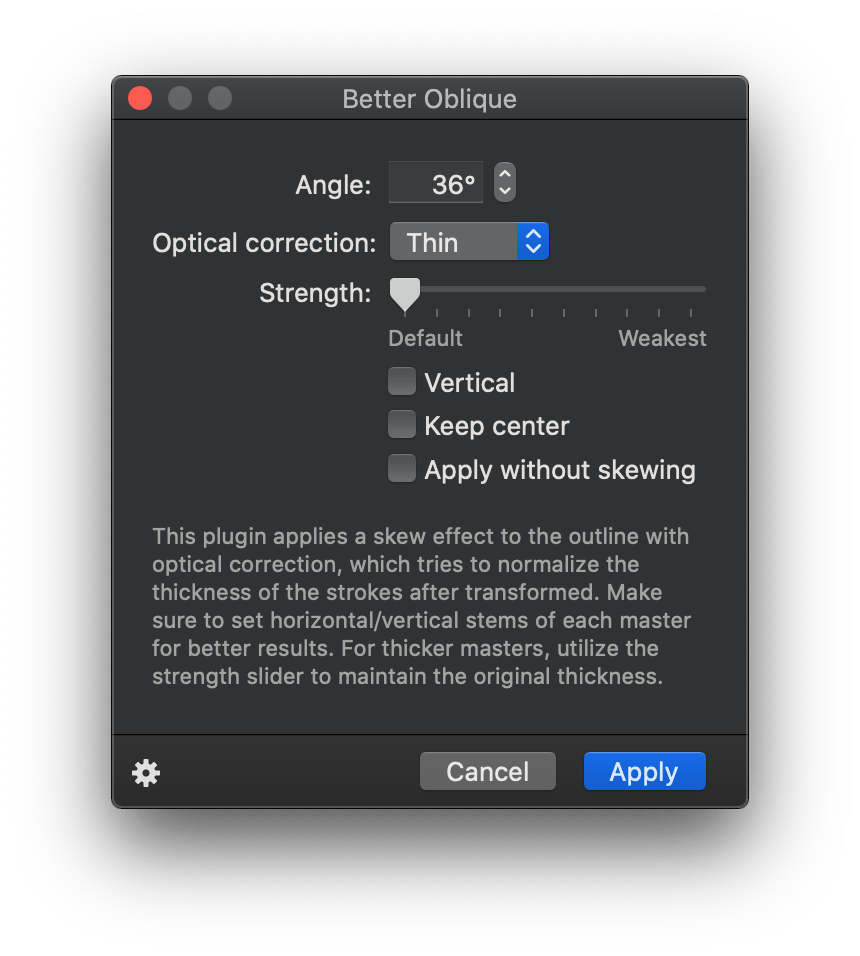 Better Oblique
Angle: 36°
Optical correction: Thin
Strength:
Default Weakest
Vertical
Keep center
Apply without skewing
This plugin applies a skew effect to the outline with
optical correction, which tries to normalize the
thickness of the strokes after transformed. Make
sure to set horizontal/vertical stems of each master
for better results. For thicker masters, utilize the
strength slider to maintain the original thickness.
Cancel Apply